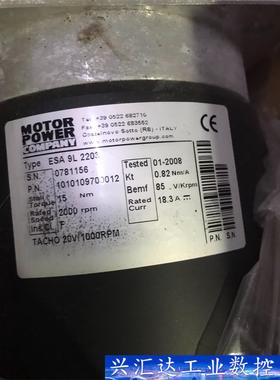 MOTOR POWER COMPANY
Tel. +39 0522 682710
Fax +39 0522 683552
Castelnovo Sotto (RE) - ITALY
www.motorpowergroup.com
CE
Type ESA 9L 2203
S.N. 0781156
P.N. 1010109700012
Stall Torque 15 Nm
Rated Speed 2000 rpm
Ins.CL F
TACHO 20V/1000RPM
Tested 01-2008
Kt 0.82 Nm/A
Bemf 85 V/Krpm
Rated Curr 18.3 A
P.N. S.N.
兴汇达工业数控